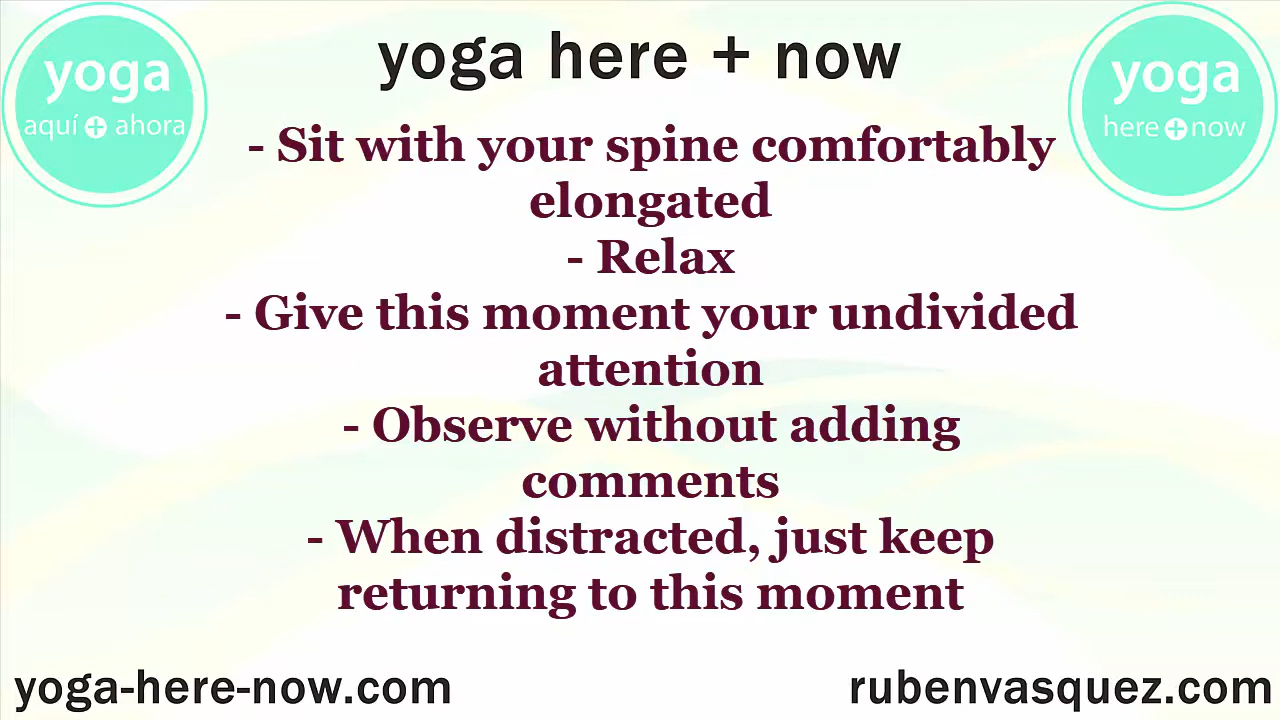 yoga
aquí + ahora
yoga here + now
yoga
here + now
- Sit with your spine comfortably
elongated
- Relax
- Give this moment your undivided
attention
- Observe without adding
comments
- When distracted, just keep
returning to this moment
yoga-here-now.com
rubenvasquez.com